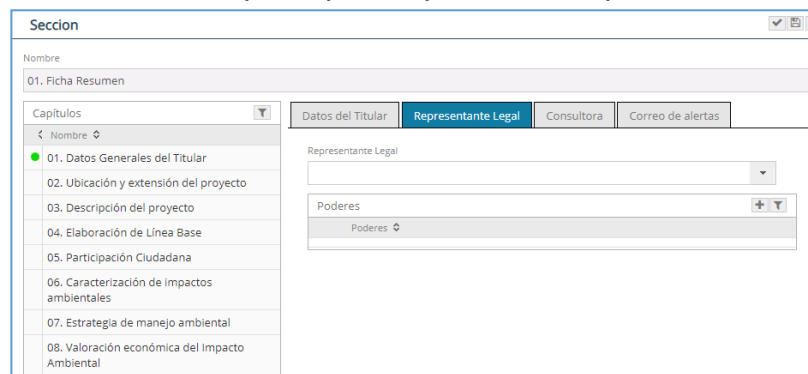 Seccion
Nombre
01. Ficha Resumen
Capítulos
Nombre
01. Datos Generales del Titular
02. Ubicación y extensión del proyecto
03. Descripción del proyecto
04. Elaboración de Línea Base
05. Participación Ciudadana
06. Caracterización de impactos
ambientales
07. Estrategia de manejo ambiental
08. Valoración económica del Impacto
Ambiental
Datos del Titular
Representante Legal
Consultora
Correo de alertas
Representante Legal
Poderes
Poderes